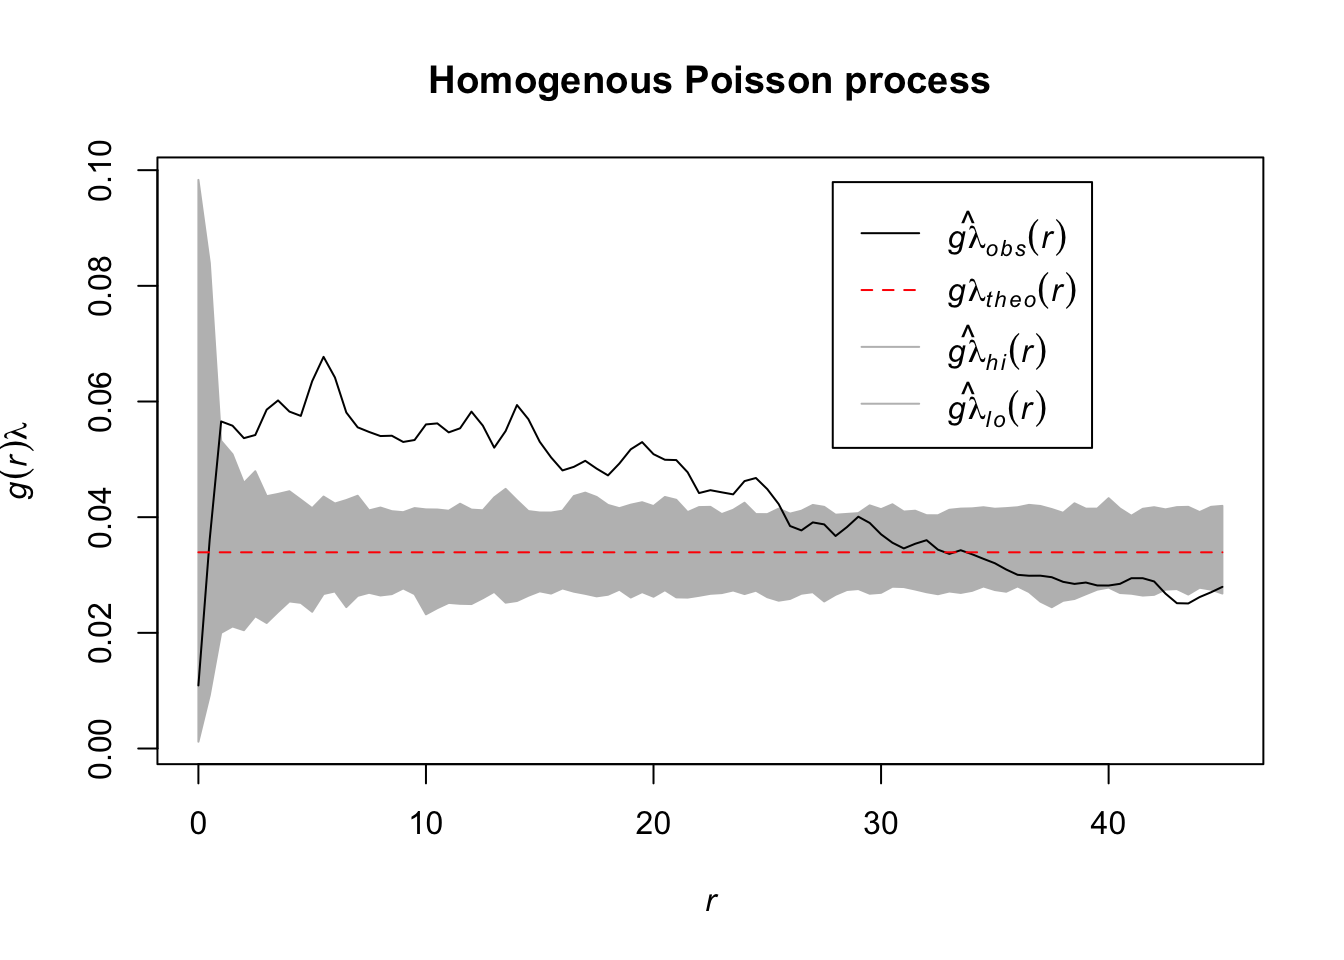 Homogenous Poisson process
g(r)λ
0.00 0.02 0.04 0.06 0.08 0.10
ĝλ_obs(r)
gλ_theo(r)
ĝλ_hi(r)
ĝλ_lo(r)
0 10 20 30 40
r